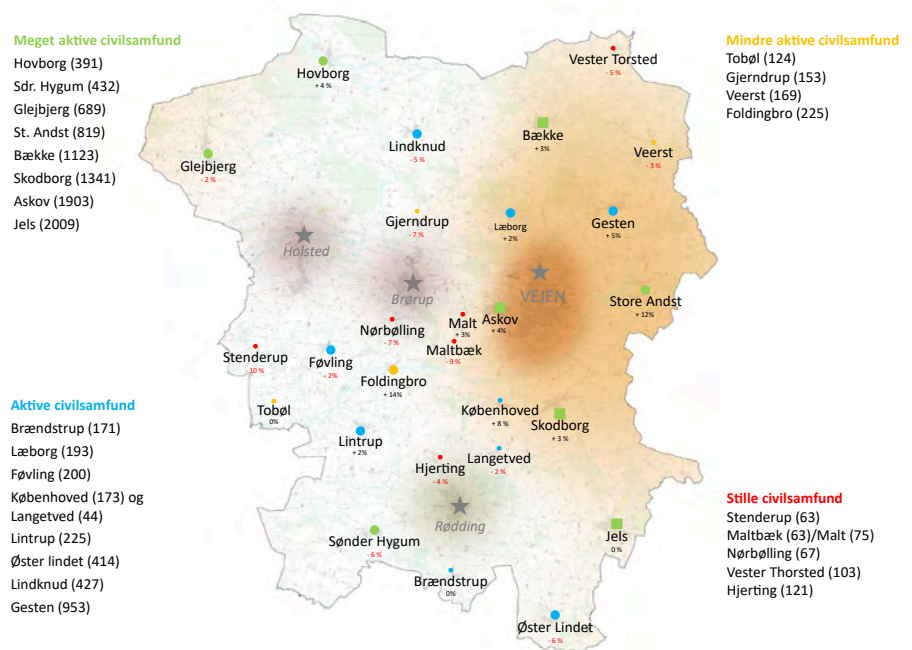 Meget aktive civilsamfund
Hovborg (391)
Sdr. Hygum (432)
Glejbjerg (689)
St. Andst (819)
Bække (1123)
Skodborg (1341)
Askov (1903)
Jels (2009)
Mindre aktive civilsamfund
Tobøl (124)
Gjerndrup (153)
Veerst (169)
Foldingbro (225)
Vester Torsted
- 5 %
Hovborg
+ 4 %
Bække
+3%
Lindknud
- 5%
Veerst
- 3 %
Glejbjerg
- 2%
Gjerndrup
- 7%
Læborg
+ 2%
Gesten
+5%
Holsted
Brørup
VEJEN
Store Andst
+12%
Askov
+4%
Malt
+3%
Nørbølling
- 7%
Maltbæk
- 9%
Stenderup
- 10%
Føvling
- 2%
Foldingbro
+ 14%
Tobøl
0%
Københoved
+ 8 %
Skodborg
+ 3 %
Lintrup
+2%
Langetved
- 2 %
Hjerting
- 4%
Rødding
Sønder Hygum
- 6 %
Jels
0 %
Brændstrup
0%
Øster Lindet
- 6 %
Aktive civilsamfund
Brændstrup (171)
Læborg (193)
Føvling (200)
Københoved (173) og
Langetved (44)
Lintrup (225)
Øster lindet (414)
Lindknud (427)
Gesten (953)
Stille civilsamfund
Stenderup (63)
Maltbæk (63)/Malt (75)
Nørbølling (67)
Vester Thorsted (103)
Hjerting (121)